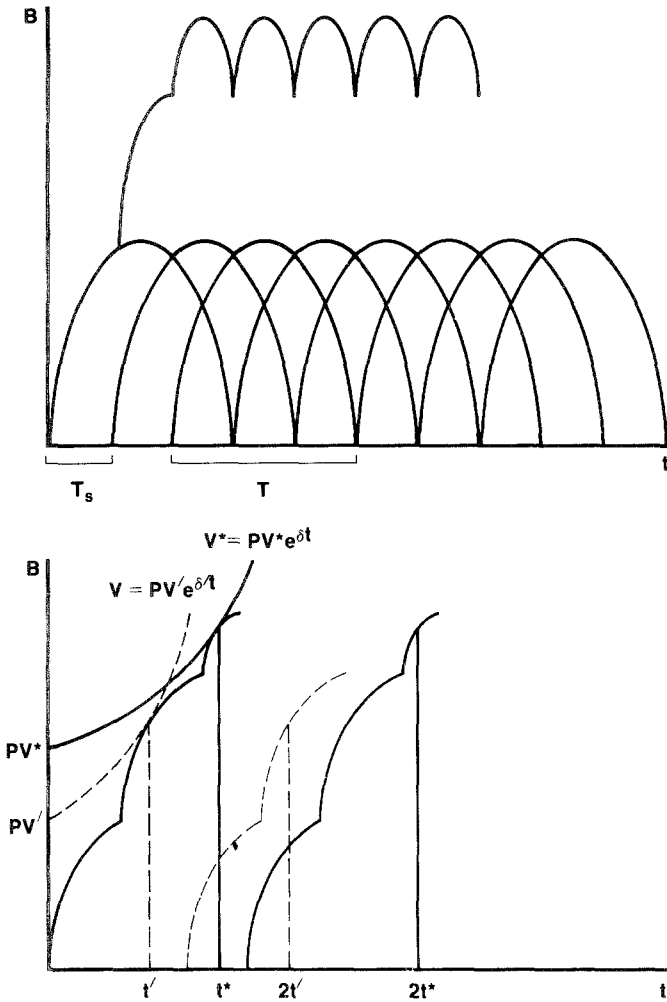 B
t
Tₛ T
V* = PV*e^δt
B
V = PV′e^δ′t
PV*
PV′
t′ t* 2t′ 2t* t